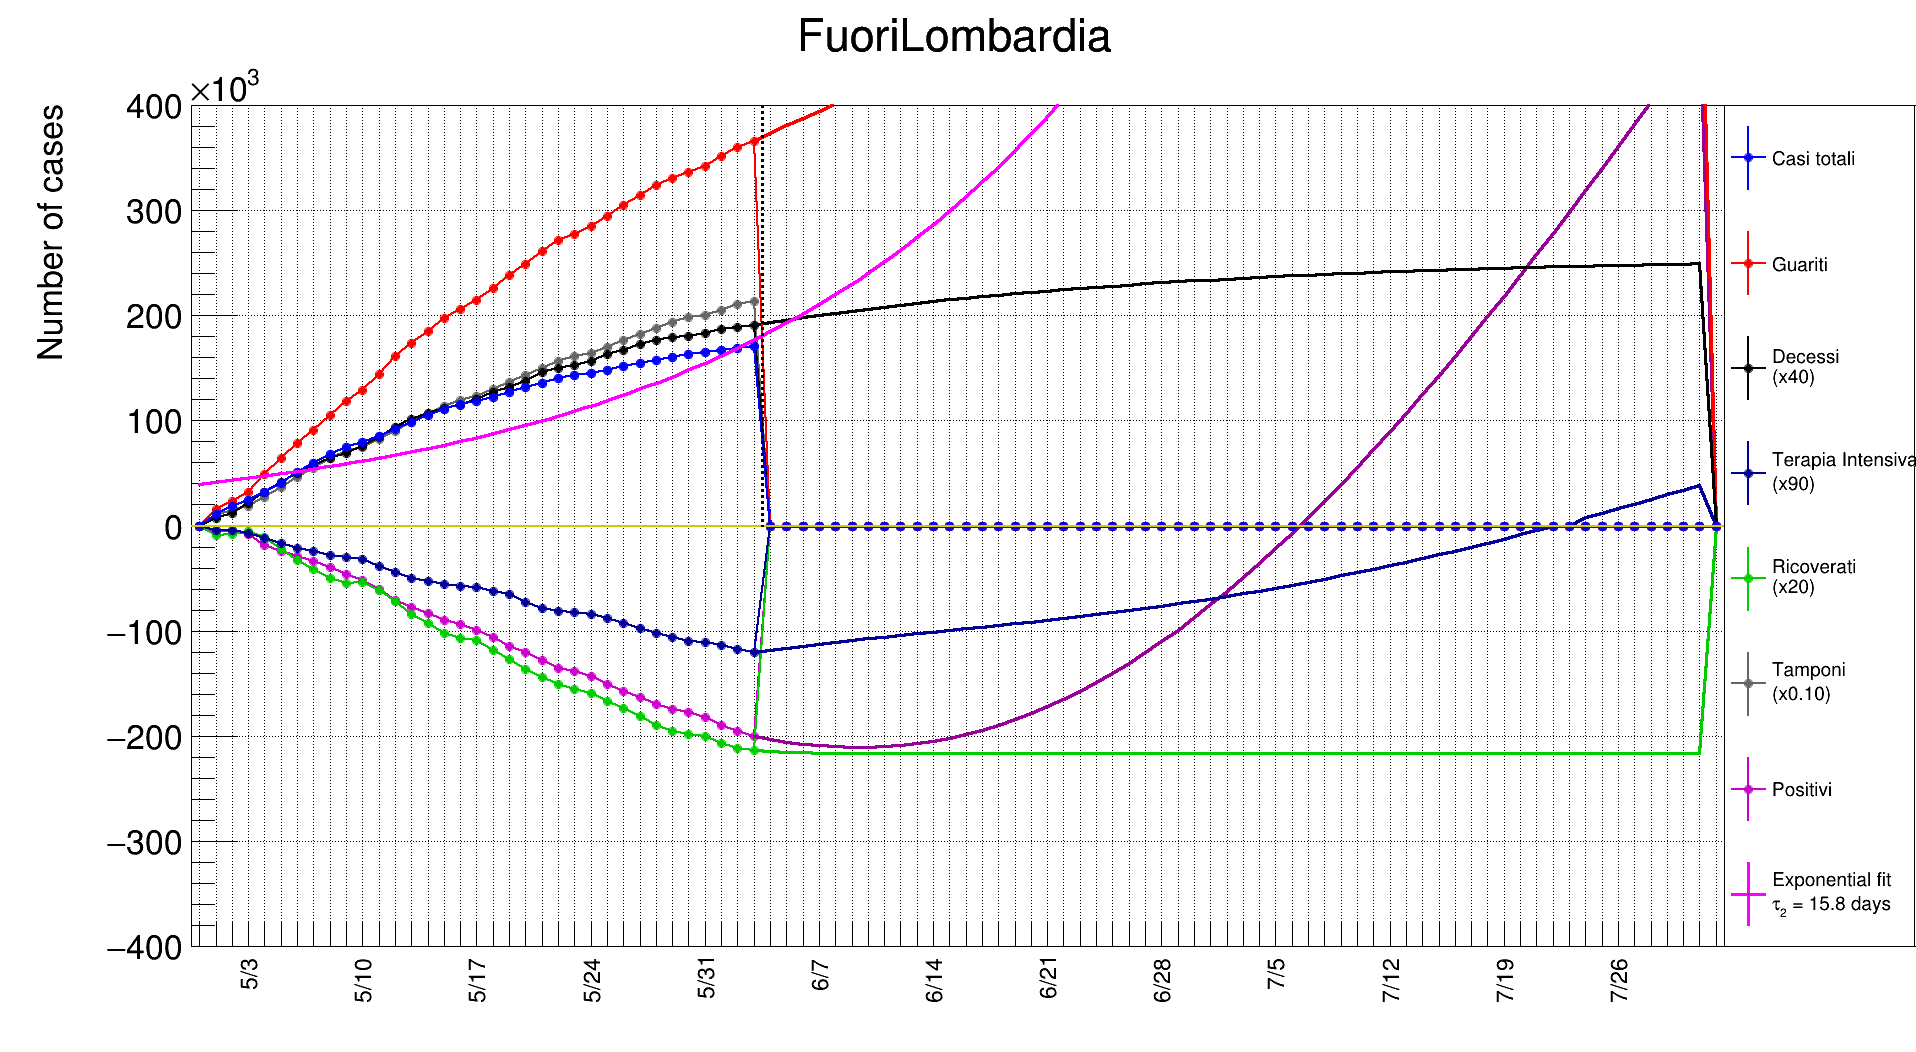 FuoriLombardia
×10³
Number of cases
400
300
200
100
0
−100
−200
−300
−400
5/3
5/10
5/17
5/24
5/31
6/7
6/14
6/21
6/28
7/5
7/12
7/19
7/26
Casi totali
Guariti
Decessi
(x40)
Terapia Intensiva
(x90)
Ricoverati
(x20)
Tamponi
(x0.10)
Positivi
Exponential fit
τ₂ = 15.8 days